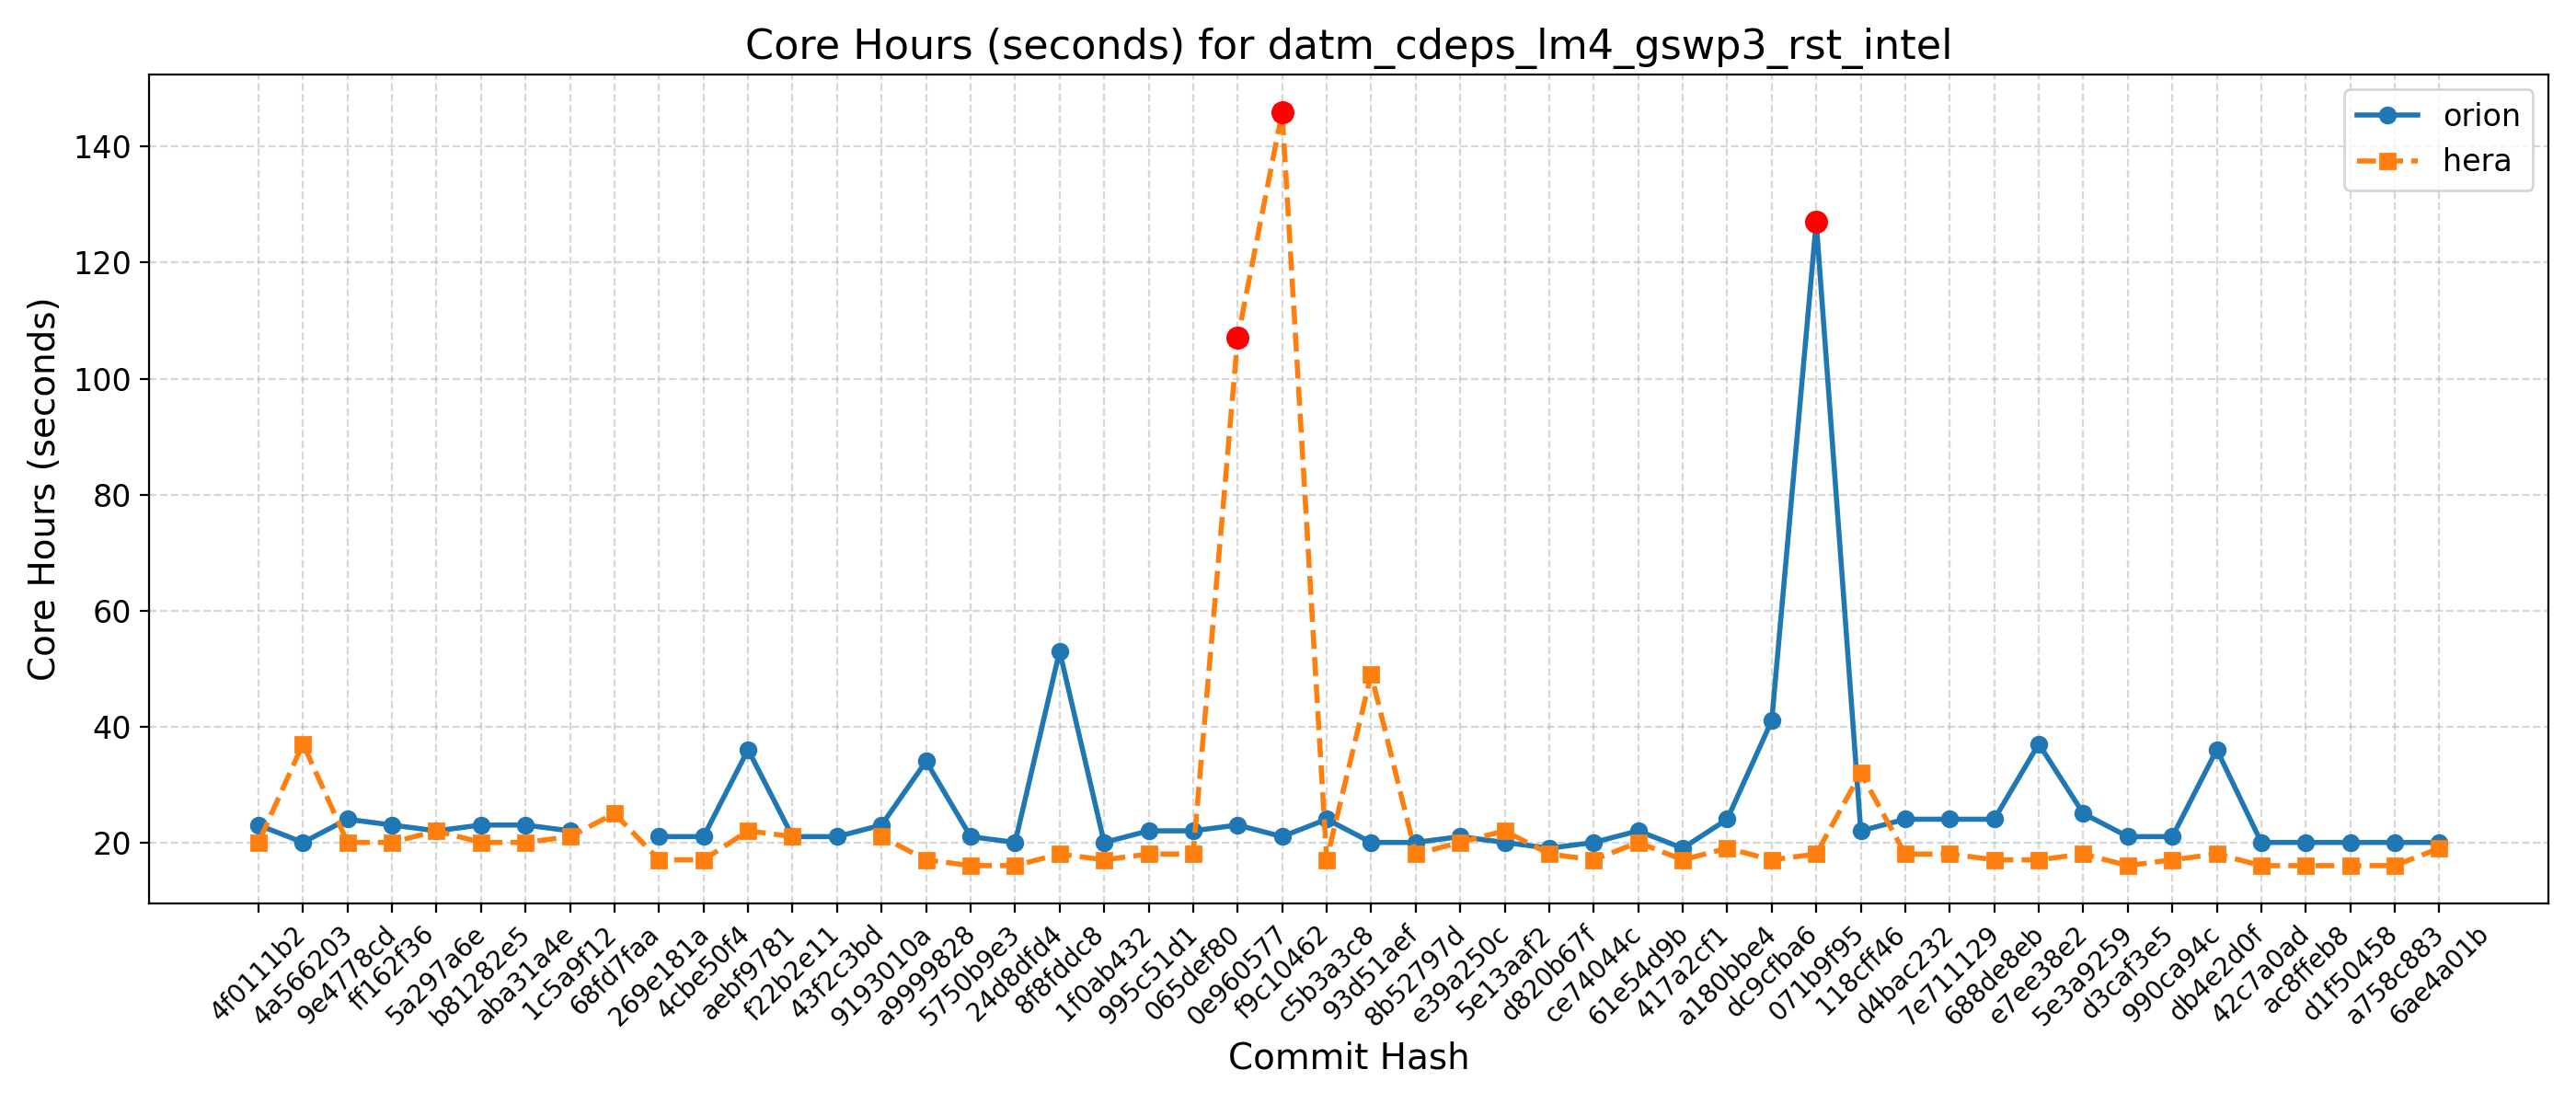 Core Hours (seconds) for datm_cdeps_lm4_gswp3_rst_intel
orion
hera
Core Hours (seconds)
140
120
100
80
60
40
20
4f0111b2
4a566203
9e4778cd
ff162f36
5a297a6e
b81282e5
aba31a4e
1c5a9f12
68fd7faa
269e181a
4cbe50f4
aebf9781
f22b2e11
43f2c3bd
9193010a
a9999828
5750b9e3
24d8dfd4
8f8fddc8
1f0ab432
995c51d1
065def80
0e960577
f9c10462
c5b3a3c8
93d51aef
8b52797d
e39a250c
5e13aaf2
d820b67f
ce74044c
61e54d9b
417a2cf1
a180bbe4
dc9cfba6
071b9f95
118cff46
d4bac232
7e711129
688de8eb
e7ee38e2
5e3a9259
d3caf3e5
990ca94c
db4e2d0f
42c7a0ad
ac8ffeb8
d1f50458
a758c883
6ae4a01b
Commit Hash